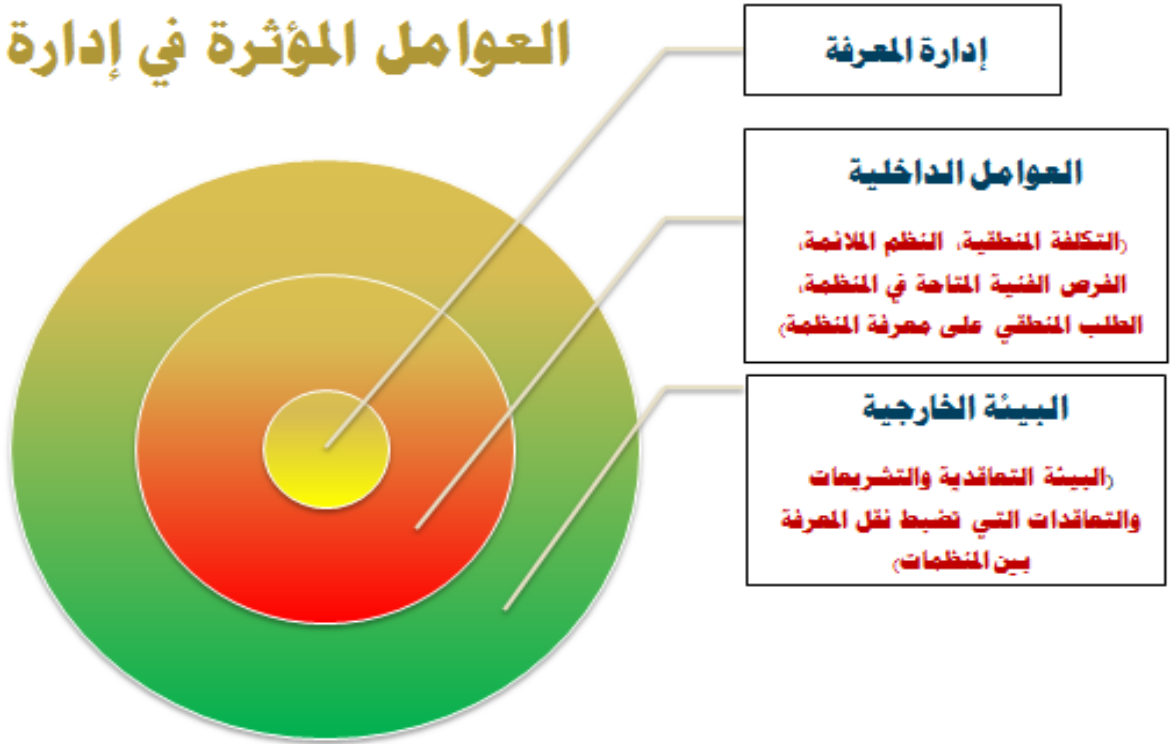 العوامل المؤثرة في إدارة
إدارة المعرفة
العوامل الداخلية
(التكلفة المنطقية، النظم الملائمة،
الفرص الفنية المتاحة في المنظمة،
الطلب المنطقي على معرفة المنظمة)
البيئة الخارجية
(البيئة التعاقدية والتشريعات
والتعاقدات التي تضبط نقل المعرفة
بين المنظمات)